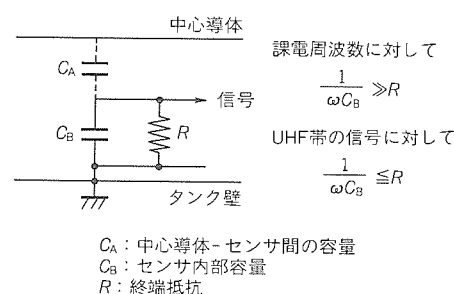 中心導体
課電周波数に対して
C_A
1/ωC_B ≫R
信号
C_B
R
UHF帯の信号に対して
1/ωC_B ≦R
タンク壁
C_A：中心導体−センサ間の容量
C_B：センサ内部容量
R：終端抵抗